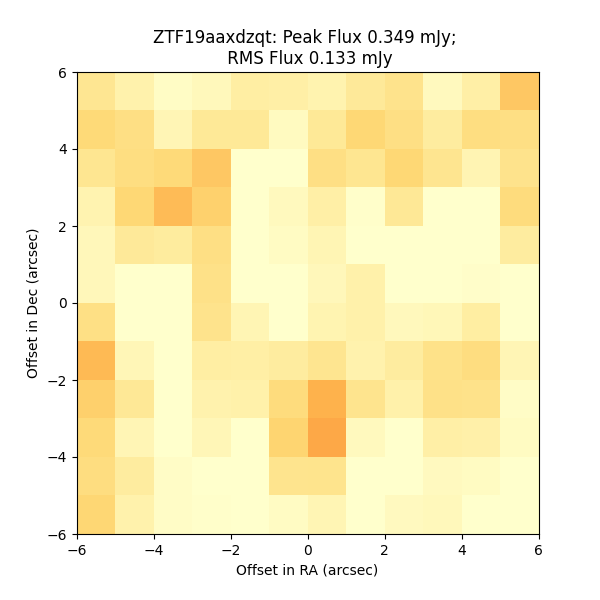 ZTF19aaxdzqt: Peak Flux 0.349 mJy;
RMS Flux 0.133 mJy
6
4
2
0
−2
−4
−6
Offset in Dec (arcsec)
−6 −4 −2 0 2 4 6
Offset in RA (arcsec)